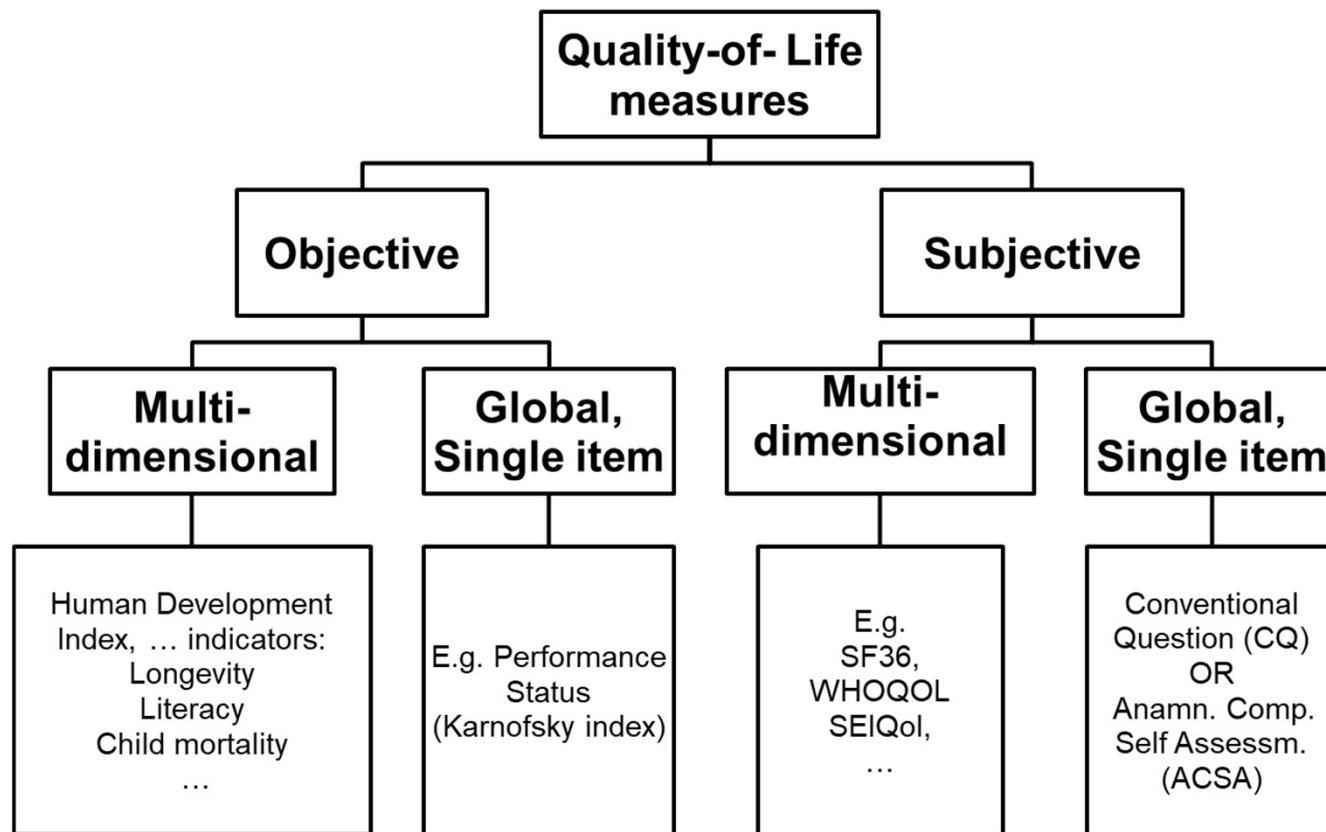 Quality-of- Life
measures
Objective
Subjective
Multi-
dimensional
Global,
Single item
Multi-
dimensional
Global,
Single item
Human Development
Index, … indicators:
Longevity
Literacy
Child mortality
…
E.g. Performance
Status
(Karnofsky index)
E.g.
SF36,
WHOQOL
SEIQol,
…
Conventional
Question (CQ)
OR
Anamn. Comp.
Self Assessm.
(ACSA)